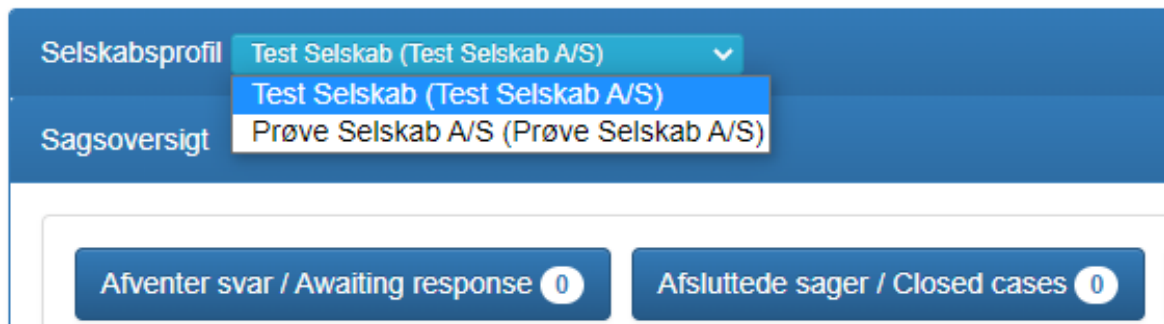 Selskabsprofil Test Selskab (Test Selskab A/S)
Test Selskab (Test Selskab A/S)
Prøve Selskab A/S (Prøve Selskab A/S)
Sagsoversigt
Afventer svar / Awaiting response 0
Afsluttede sager / Closed cases 0